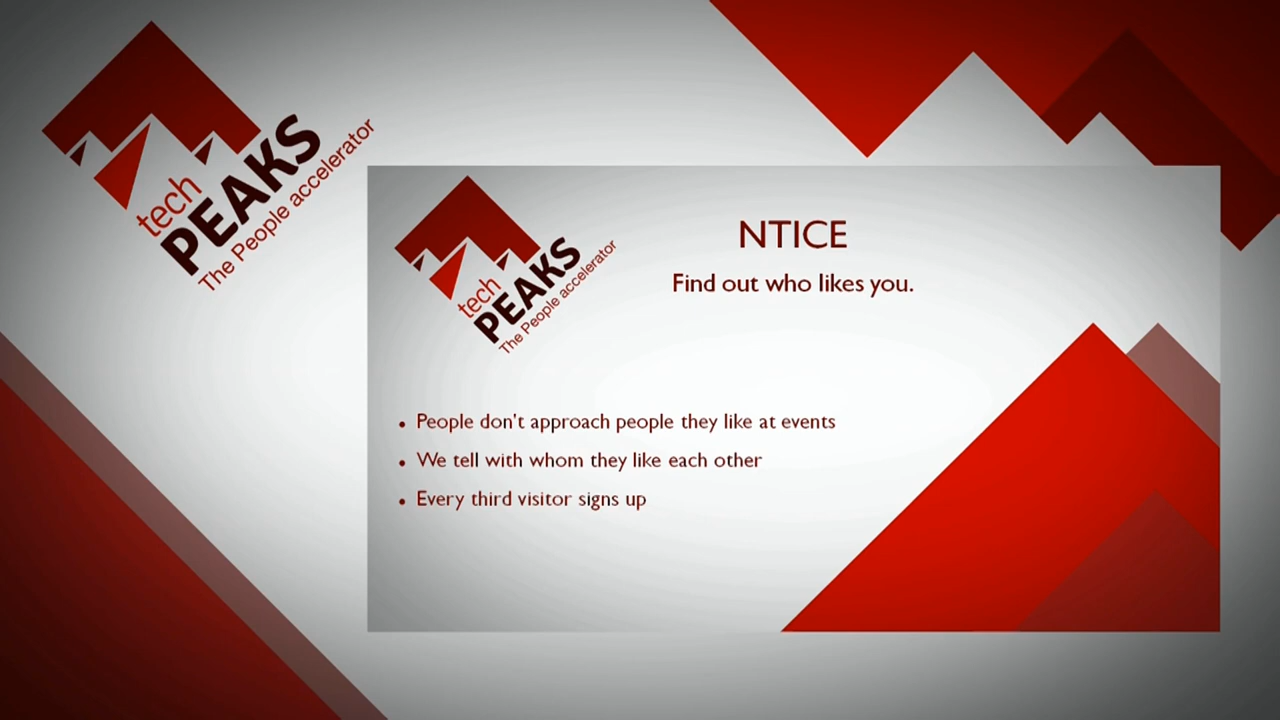 tech
PEAKS
The People accelerator
tech
PEAKS
The People accelerator
NTICE
Find out who likes you.
• People don't approach people they like at events
• We tell with whom they like each other
• Every third visitor signs up